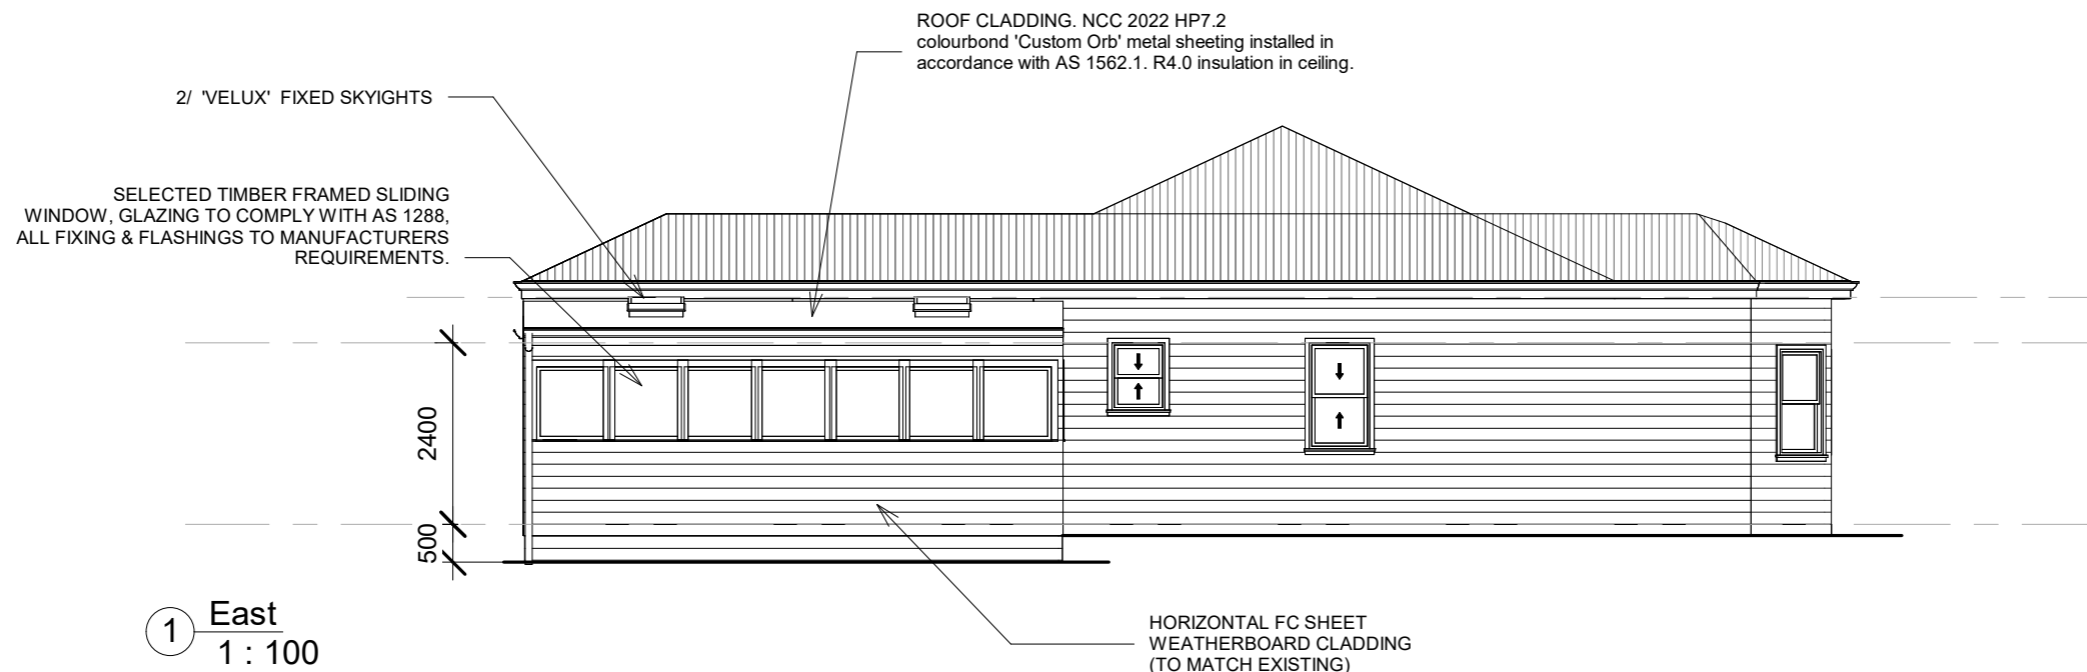 ROOF CLADDING. NCC 2022 HP7.2
colourbond 'Custom Orb' metal sheeting installed in
accordance with AS 1562.1. R4.0 insulation in ceiling.
2/ 'VELUX' FIXED SKYIGHTS
SELECTED TIMBER FRAMED SLIDING
WINDOW, GLAZING TO COMPLY WITH AS 1288,
ALL FIXING & FLASHINGS TO MANUFACTURERS
REQUIREMENTS.
2400
500
1
East
1 : 100
HORIZONTAL FC SHEET
WEATHERBOARD CLADDING
(TO MATCH EXISTING)